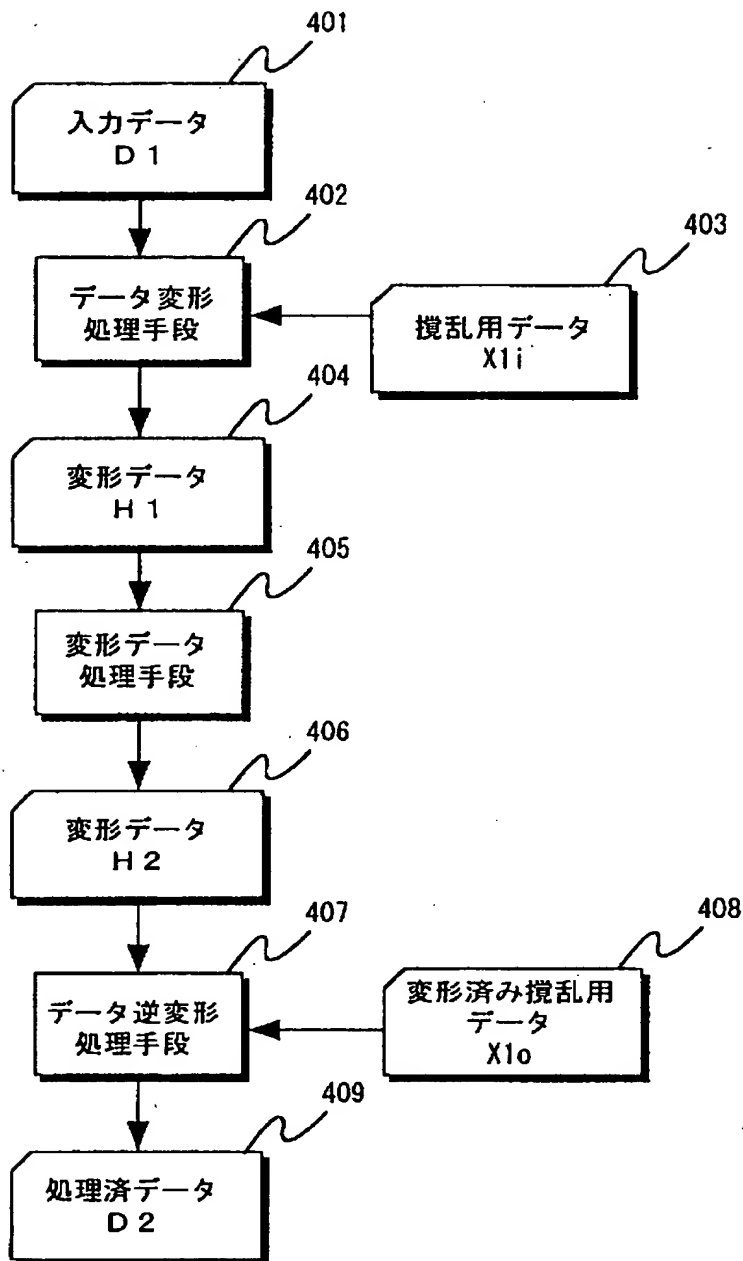 401
入力データ
D1
402
データ変形
処理手段
403
撹乱用データ
X1i
404
変形データ
H1
405
変形データ
処理手段
406
変形データ
H2
407
データ逆変形
処理手段
408
変形済み撹乱用
データ
X1o
409
処理済データ
D2